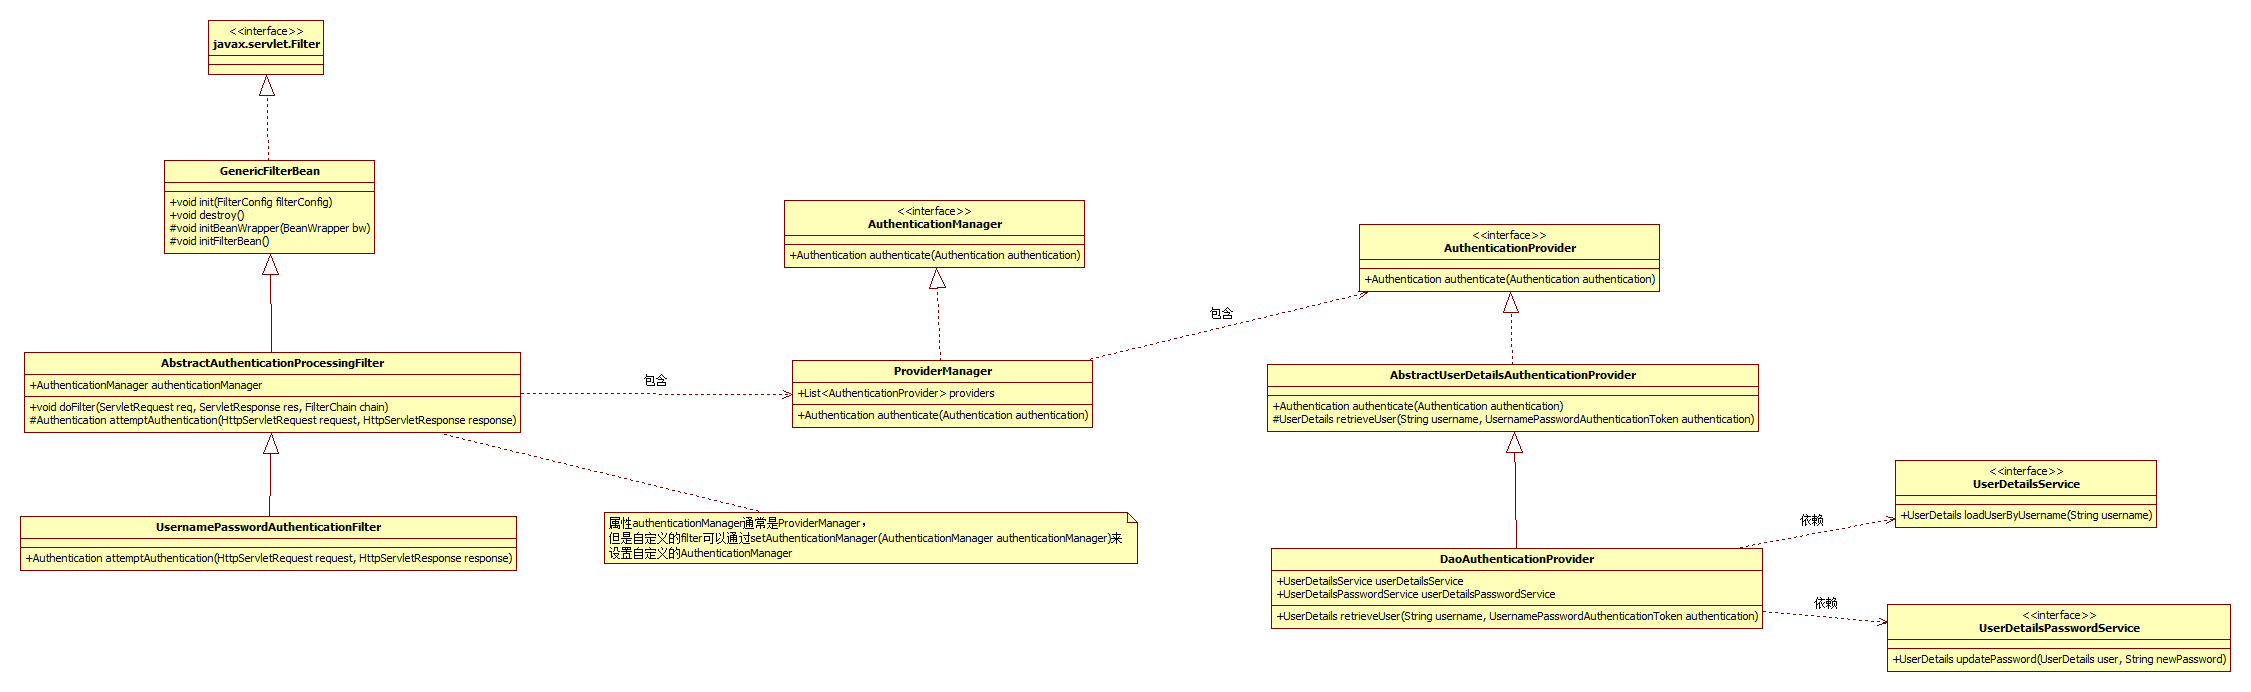 <<interface>>
javax.servlet.Filter
GenericFilterBean
+void init(FilterConfig filterConfig)
+void destroy()
#void initBeanWrapper(BeanWrapper bw)
#void initFilterBean()
AbstractAuthenticationProcessingFilter
+AuthenticationManager authenticationManager
+void doFilter(ServletRequest req, ServletResponse res, FilterChain chain)
#Authentication attemptAuthentication(HttpServletRequest request, HttpServletResponse response)
UsernamePasswordAuthenticationFilter
+Authentication attemptAuthentication(HttpServletRequest request, HttpServletResponse response)
包含
<<interface>>
AuthenticationManager
+Authentication authenticate(Authentication authentication)
ProviderManager
+List<AuthenticationProvider> providers
+Authentication authenticate(Authentication authentication)
属性authenticationManager通常是ProviderManager，
但是自定义的filter可以通过setAuthenticationManager(AuthenticationManager authenticationManager)来
设置自定义的AuthenticationManager
包含
<<interface>>
AuthenticationProvider
+Authentication authenticate(Authentication authentication)
AbstractUserDetailsAuthenticationProvider
+Authentication authenticate(Authentication authentication)
#UserDetails retrieveUser(String username, UsernamePasswordAuthenticationToken authentication)
DaoAuthenticationProvider
+UserDetailsService userDetailsService
+UserDetailsPasswordService userDetailsPasswordService
+UserDetails retrieveUser(String username, UsernamePasswordAuthenticationToken authentication)
依赖
<<interface>>
UserDetailsService
+UserDetails loadUserByUsername(String username)
依赖
<<interface>>
UserDetailsPasswordService
+UserDetails updatePassword(UserDetails user, String newPassword)